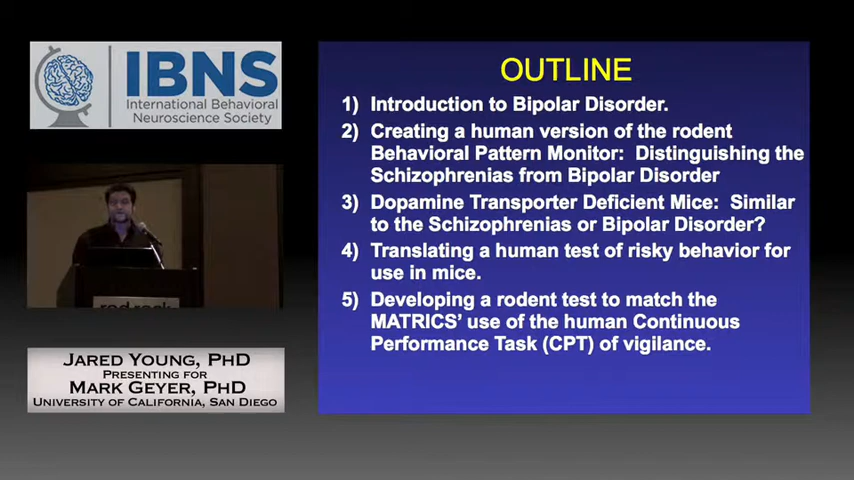 IBNS
International Behavioral
Neuroscience Society
red rock
JARED YOUNG, PHD
PRESENTING FOR
MARK GEYER, PHD
UNIVERSITY OF CALIFORNIA, SAN DIEGO
OUTLINE
1) Introduction to Bipolar Disorder.
2) Creating a human version of the rodent
Behavioral Pattern Monitor: Distinguishing the
Schizophrenias from Bipolar Disorder
3) Dopamine Transporter Deficient Mice: Similar
to the Schizophrenias or Bipolar Disorder?
4) Translating a human test of risky behavior for
use in mice.
5) Developing a rodent test to match the
MATRICS’ use of the human Continuous
Performance Task (CPT) of vigilance.